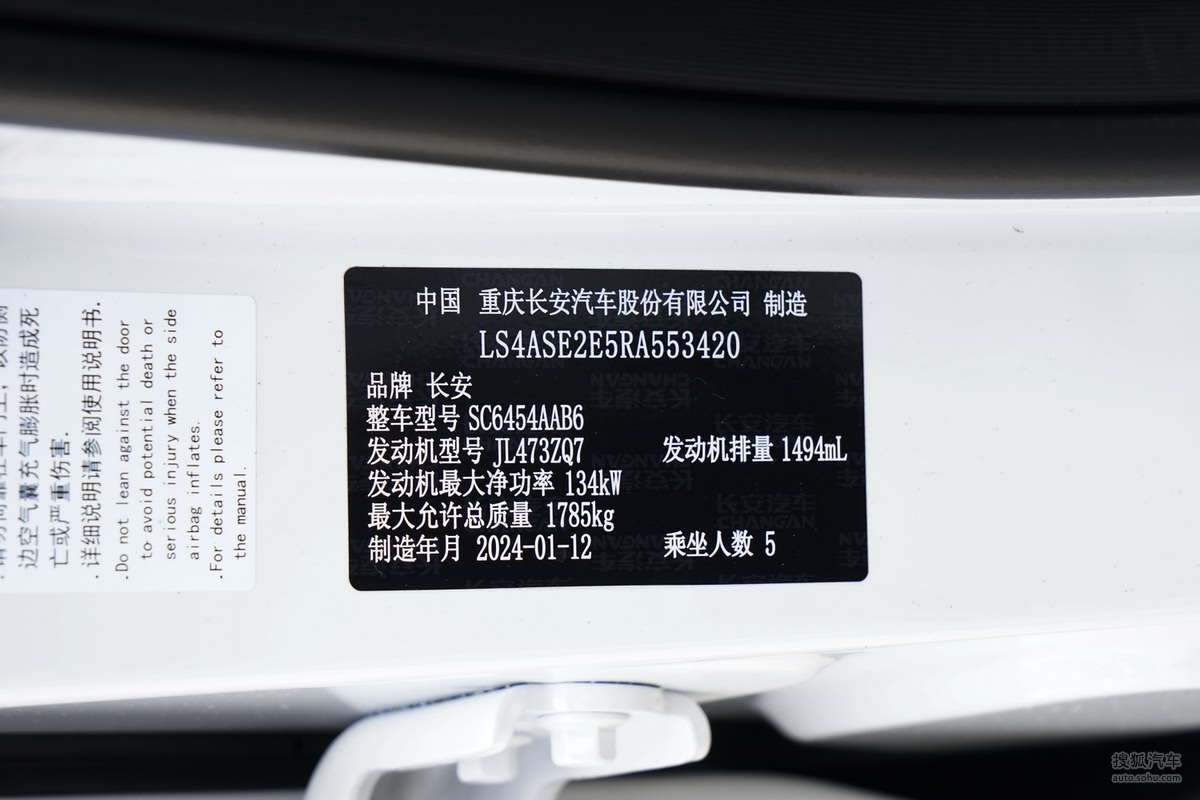 中国 重庆长安汽车股份有限公司 制造
LS4ASE2E5RA553420
品牌 长安
整车型号 SC6454AAB6
发动机型号 JL473ZQ7 发动机排量 1494mL
发动机最大净功率 134kW
最大允许总质量 1785kg
制造年月 2024-01-12 乘坐人数 5
边空气囊充气膨胀时造成死
亡或严重伤害.
.详细说明请参阅使用说明书.
.Do not lean against the door
to avoid potential death or
serious injury when the side
airbag inflates.
.For details please refer to
the manual.
长安汽车
CHANGAN
搜狐汽车
auto.sohu.com